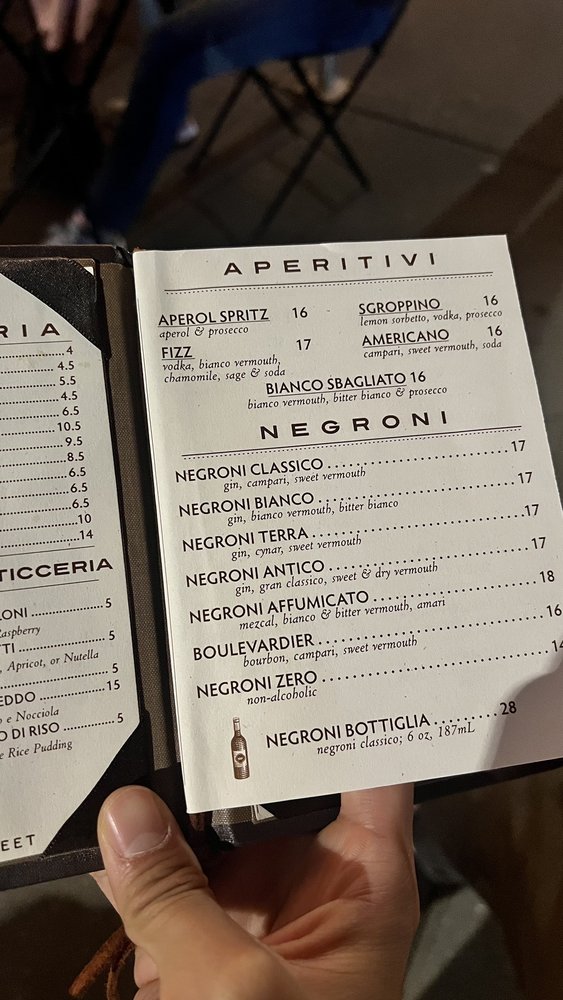 RIA
4
4.5
5.5
4.5
6.5
10.5
9.5
8.5
6.5
6.5
6.5
10
14
TICCERIA
LONI 5
Raspberry
TTI 5
, Apricot, or Nutella
5
EDDO 15
o e Nocciola
O DI RISO 5
e Rice Pudding
EET
APERITIVI
APEROL SPRITZ 16
aperol & prosecco
FIZZ 17
vodka, bianco vermouth,
chamomile, sage & soda
SGROPPINO 16
lemon sorbetto, vodka, prosecco
AMERICANO 16
campari, sweet vermouth, soda
BIANCO SBAGLIATO 16
bianco vermouth, bitter bianco & prosecco
NEGRONI
NEGRONI CLASSICO 17
gin, campari, sweet vermouth
NEGRONI BIANCO 17
gin, bianco vermouth, bitter bianco
NEGRONI TERRA 17
gin, cynar, sweet vermouth
NEGRONI ANTICO 17
gin, gran classico, sweet & dry vermouth
NEGRONI AFFUMICATO 18
mezcal, bianco & bitter vermouth, amari
BOULEVARDIER 16
bourbon, campari, sweet vermouth
NEGRONI ZERO 14
non-alcoholic
NEGRONI BOTTIGLIA 28
negroni classico; 6 oz, 187mL